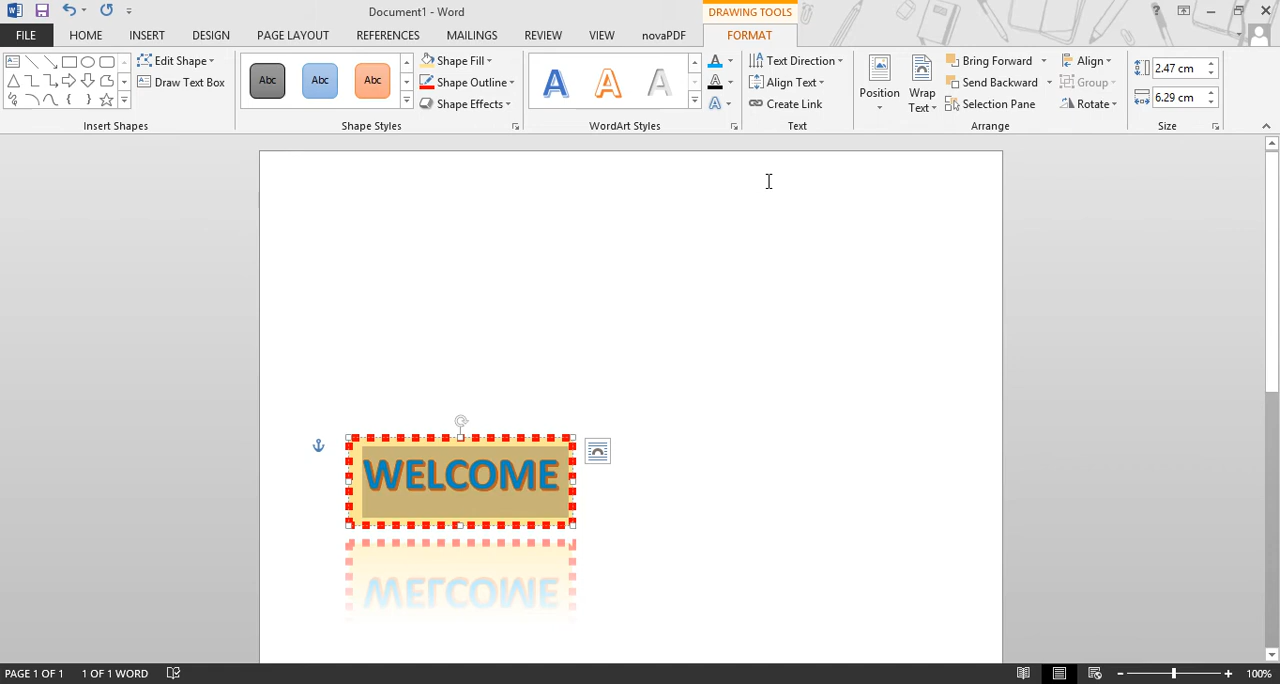 Document1 - Word
DRAWING TOOLS
FILE HOME INSERT DESIGN PAGE LAYOUT REFERENCES MAILINGS REVIEW VIEW novaPDF FORMAT
Edit Shape
Draw Text Box
Insert Shapes
Abc Abc Abc
Shape Fill
Shape Outline
Shape Effects
Shape Styles
A A A
A
A
A
WordArt Styles
Text Direction
Align Text
Create Link
Text
Position
Wrap
Text
Bring Forward
Send Backward
Selection Pane
Align
Group
Rotate
Arrange
2.47 cm
6.29 cm
Size
WELCOME
WELCOME
PAGE 1 OF 1 1 OF 1 WORD
100%